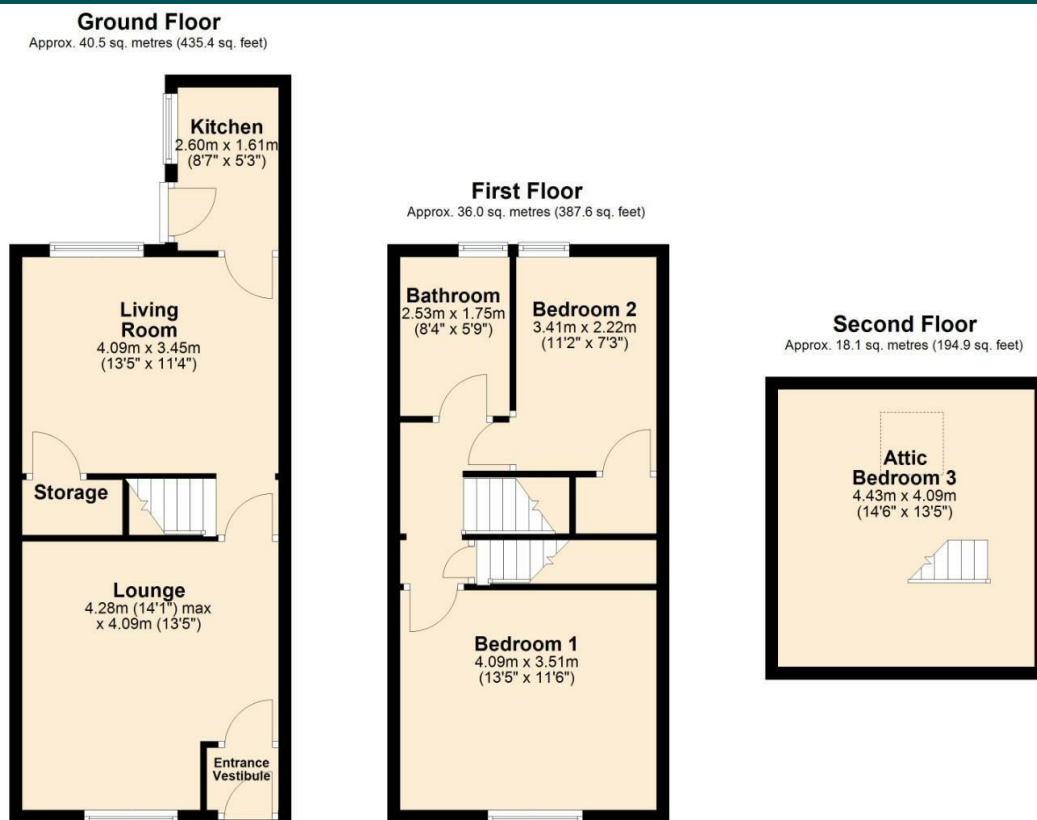 Ground Floor
Approx. 40.5 sq. metres (435.4 sq. feet)
Kitchen
2.60m x 1.61m
(8'7" x 5'3")
Living
Room
4.09m x 3.45m
(13'5" x 11'4")
Storage
Lounge
4.28m (14'1") max
x 4.09m (13'5")
Entrance
Vestibule
First Floor
Approx. 36.0 sq. metres (387.6 sq. feet)
Bathroom
2.53m x 1.75m
(8'4" x 5'9")
Bedroom 2
3.41m x 2.22m
(11'2" x 7'3")
Bedroom 1
4.09m x 3.51m
(13'5" x 11'6")
Second Floor
Approx. 18.1 sq. metres (194.9 sq. feet)
Attic
Bedroom 3
4.43m x 4.09m
(14'6" x 13'5")